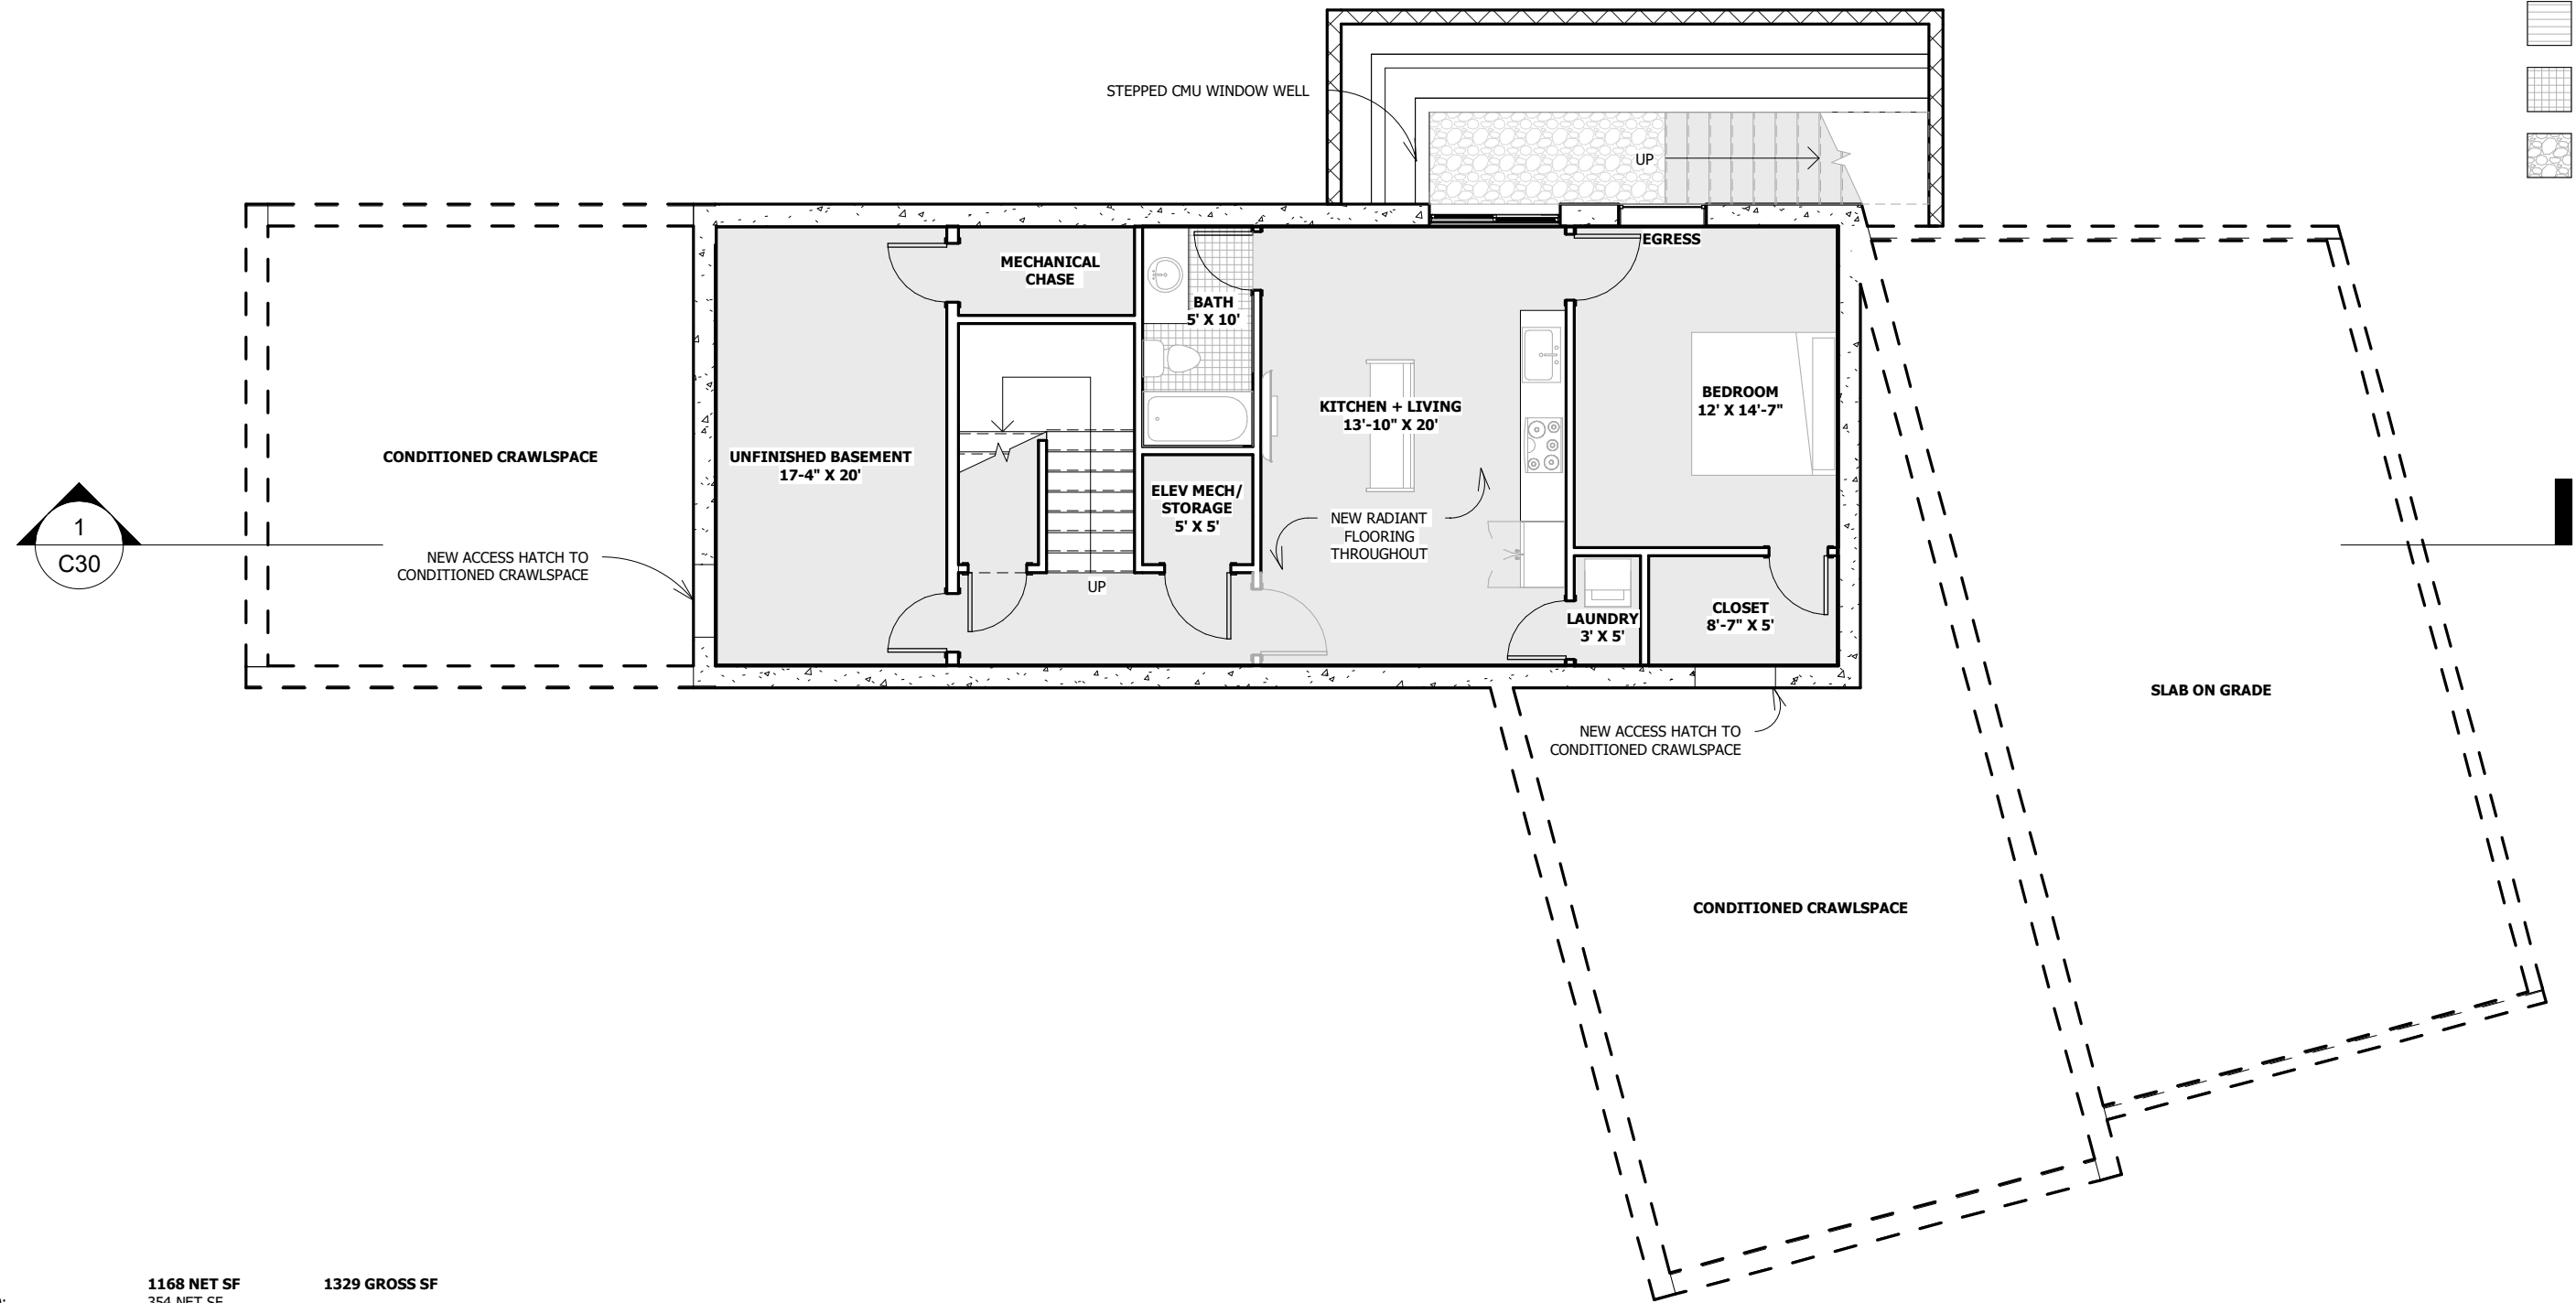 STEPPED CMU WINDOW WELL
UP
EGRESS
MECHANICAL
CHASE
BATH
5' X 10'
KITCHEN + LIVING
13'-10" X 20'
BEDROOM
12' X 14'-7"
CONDITIONED CRAWLSPACE
UNFINISHED BASEMENT
17-4" X 20'
ELEV MECH/
STORAGE
5' X 5'
NEW RADIANT
FLOORING
THROUGHOUT
1
C30
NEW ACCESS HATCH TO
CONDITIONED CRAWLSPACE
UP
LAUNDRY
3' X 5'
CLOSET
8'-7" X 5'
SLAB ON GRADE
NEW ACCESS HATCH TO
CONDITIONED CRAWLSPACE
CONDITIONED CRAWLSPACE
1168 NET SF 1329 GROSS SF
354 NET SF